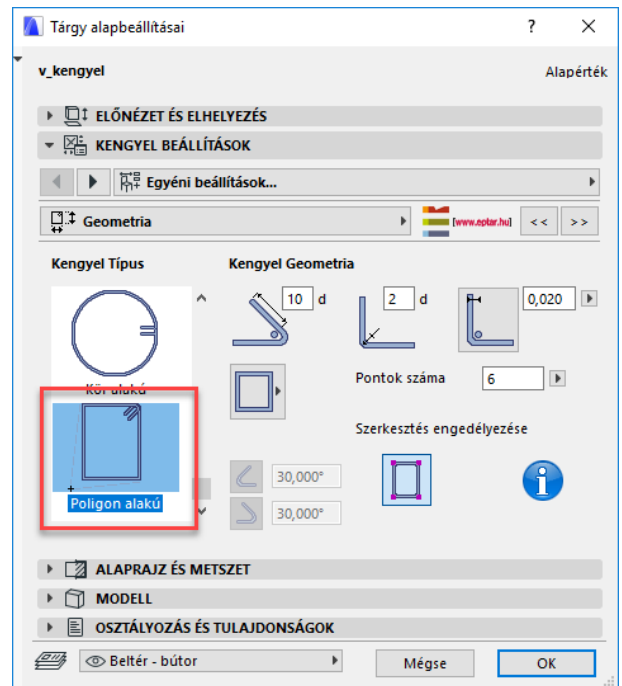 Tárgy alapbeállításai ?
v_kengyel Alapérték
ELŐNÉZET ÉS ELHELYEZÉS
KENGYEL BEÁLLÍTÁSOK
Egyéni beállítások...
Geometria [www.eptar.hu] << >>
Kengyel Típus Kengyel Geometria
10 d 2 d 0,020
Kör alakú
Pontok száma 6
Szerkesztés engedélyezése
Poligon alakú
30,000°
30,000°
ALAPRAJZ ÉS METSZET
MODELL
OSZTÁLYOZÁS ÉS TULAJDONSÁGOK
Beltér - bútor Mégse OK